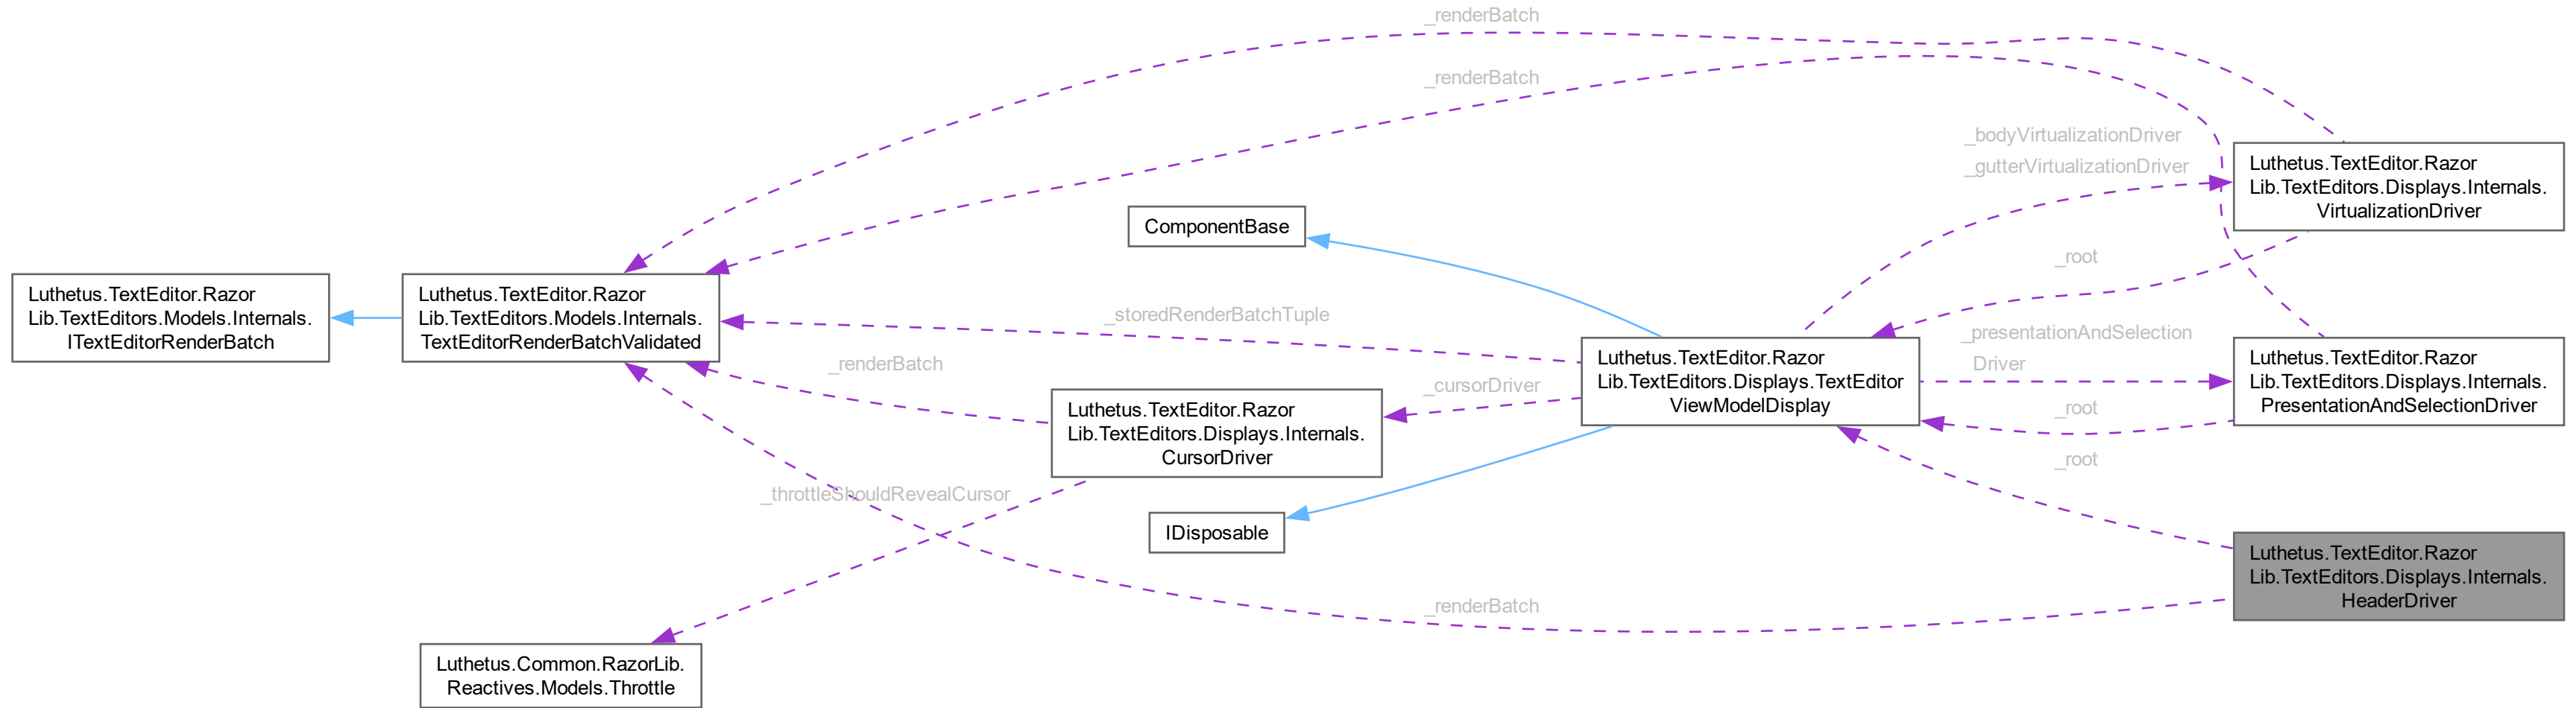 _renderBatch
_renderBatch
_bodyVirtualizationDriver
_gutterVirtualizationDriver
Luthetus.TextEditor.Razor
Lib.TextEditors.Displays.Internals.
VirtualizationDriver
ComponentBase
_root
Luthetus.TextEditor.Razor
Lib.TextEditors.Models.Internals.
ITextEditorRenderBatch
Luthetus.TextEditor.Razor
Lib.TextEditors.Models.Internals.
TextEditorRenderBatchValidated
_storedRenderBatchTuple
_presentationAndSelection
Driver
_renderBatch
Luthetus.TextEditor.Razor
Lib.TextEditors.Displays.TextEditor
ViewModelDisplay
Luthetus.TextEditor.Razor
Lib.TextEditors.Displays.Internals.
PresentationAndSelectionDriver
_cursorDriver
Luthetus.TextEditor.Razor
Lib.TextEditors.Displays.Internals.
CursorDriver
_root
_root
_throttleShouldRevealCursor
IDisposable
Luthetus.TextEditor.Razor
Lib.TextEditors.Displays.Internals.
HeaderDriver
_renderBatch
Luthetus.Common.RazorLib.
Reactives.Models.Throttle